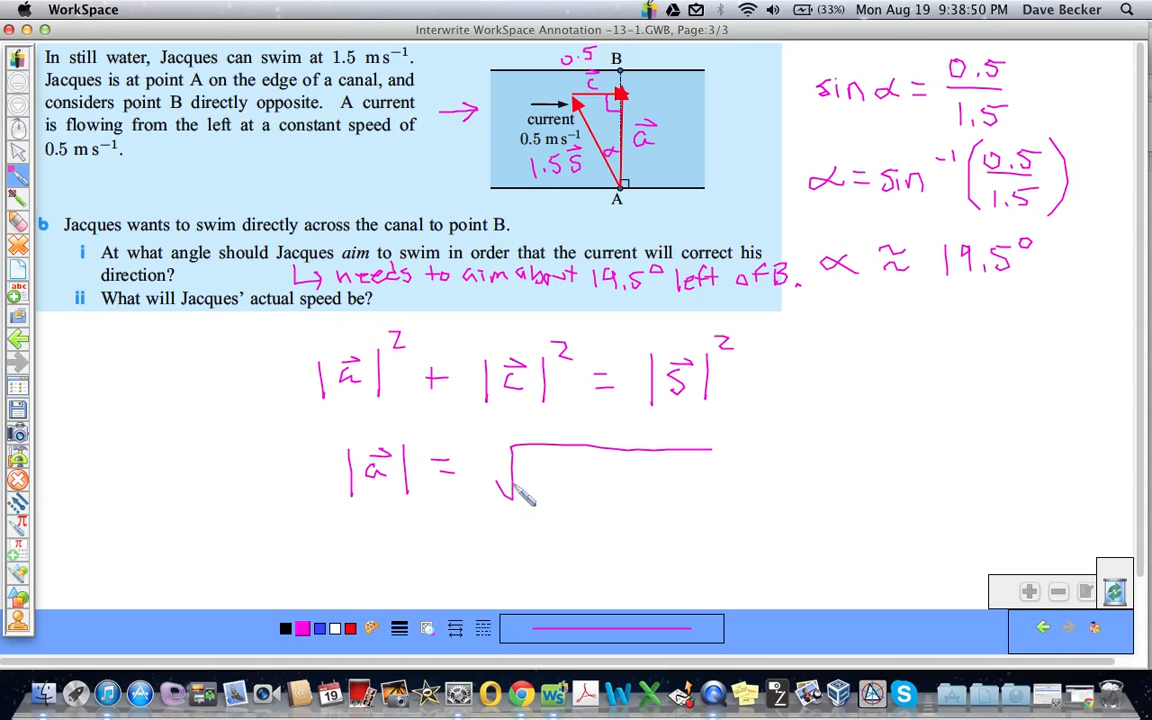 WorkSpace (33%) Mon Aug 19 9:38:50 PM Dave Becker
Interwrite Annotation -13-1.GWB, Page:3/3
In still water, Jacques can swim at 1.5 m s⁻¹.
Jacques is at point A on the edge of a canal, and
considers point B directly opposite. A current
is flowing from the left at a constant speed of
0.5 m s⁻¹.
0.5 B
c⃗
current
0.5 m s⁻¹
a⃗
1.5 s⃗ α
A
sin α = 0.5/1.5
α = sin⁻¹(0.5/1.5)
α ≈ 19.5°
b Jacques wants to swim directly across the canal to point B.
i At what angle should Jacques aim to swim in order that the current will correct his
direction? ↳ needs to aim about 19.5° left of B.
ii What will Jacques' actual speed be?
|a⃗|² + |c⃗|² = |s⃗|²
|a⃗| = √
abc
19